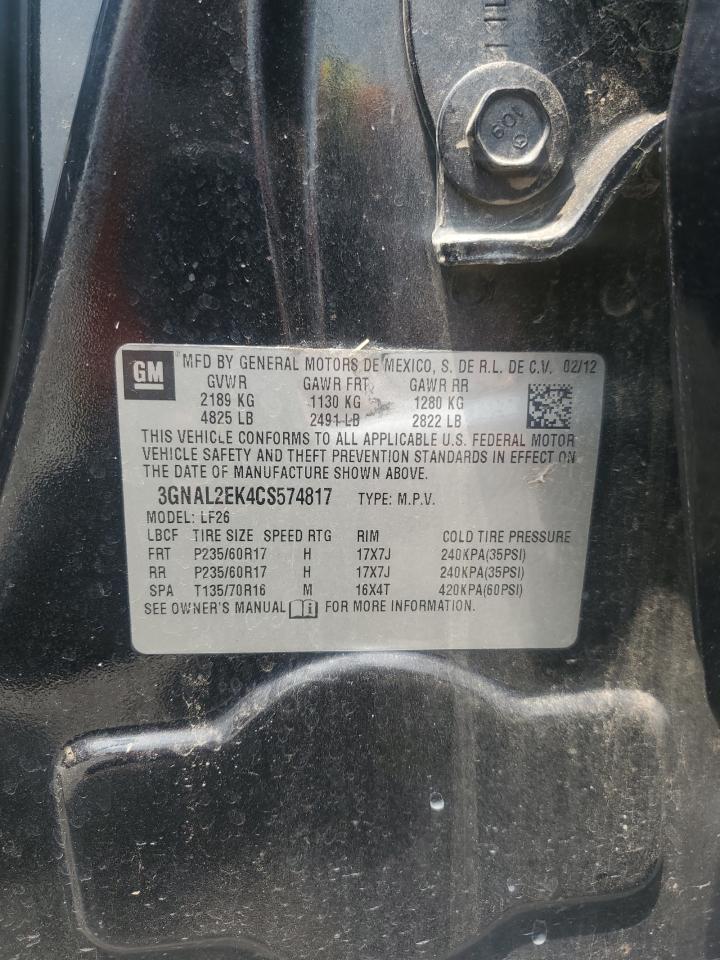 109
GM
MFD BY GENERAL MOTORS DE MEXICO, S. DE R.L. DE C.V. 02/12
GVWR GAWR FRT GAWR RR
2189 KG 1130 KG 1280 KG
4825 LB 2491 LB 2822 LB
THIS VEHICLE CONFORMS TO ALL APPLICABLE U.S. FEDERAL MOTOR
VEHICLE SAFETY AND THEFT PREVENTION STANDARDS IN EFFECT ON
THE DATE OF MANUFACTURE SHOWN ABOVE.
3GNAL2EK4CS574817 TYPE: M.P.V.
MODEL: LF26
LBCF TIRE SIZE SPEED RTG RIM COLD TIRE PRESSURE
FRT P235/60R17 H 17X7J 240KPA(35PSI)
RR P235/60R17 H 17X7J 240KPA(35PSI)
SPA T135/70R16 M 16X4T 420KPA(60PSI)
SEE OWNER'S MANUAL FOR MORE INFORMATION.